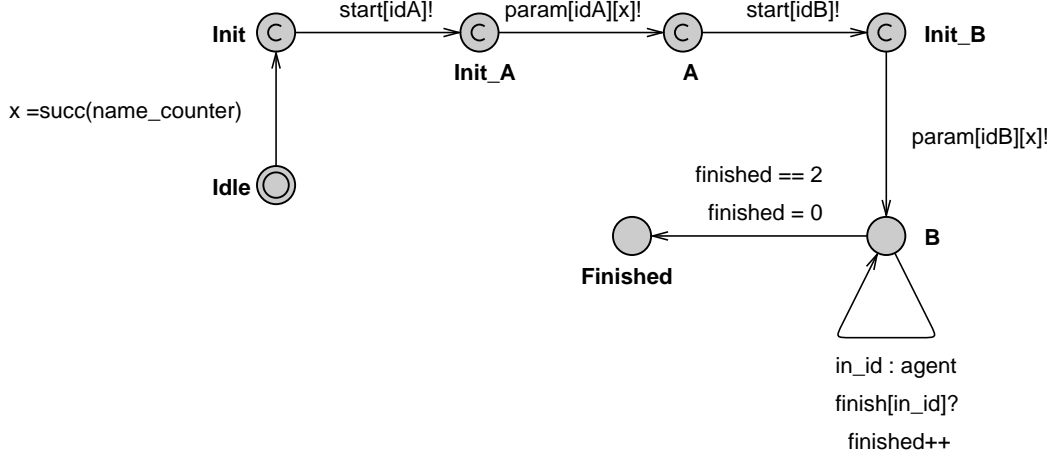 start[idA]!
param[idA][x]!
start[idB]!
Init
C
C
C
C
Init_B
Init_A
A
x =succ(name_counter)
param[idB][x]!
finished == 2
Idle
finished = 0
B
Finished
in_id : agent
finish[in_id]?
finished++